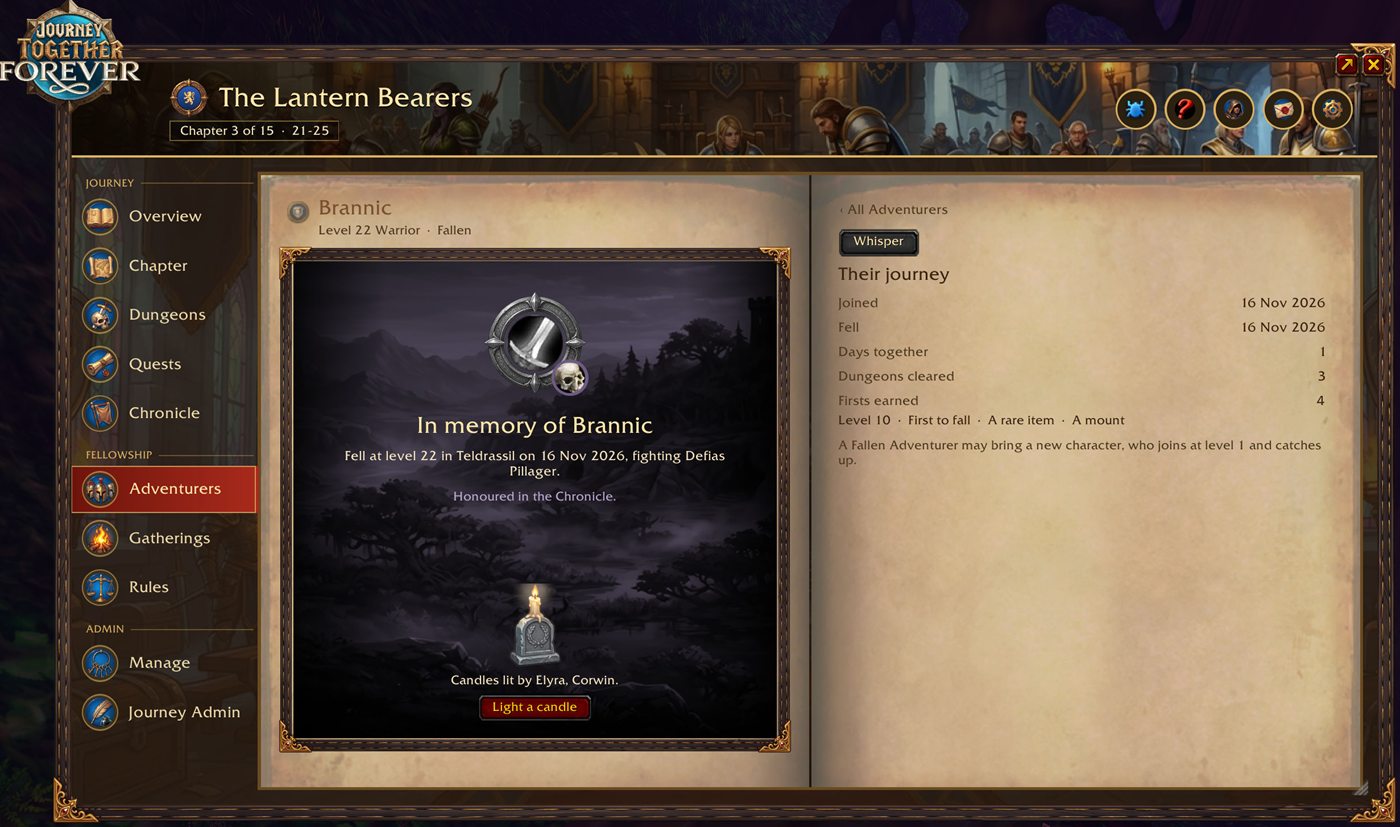 JOURNEY
TOGETHER
FOREVER
The Lantern Bearers
Chapter 3 of 15 · 21-25
JOURNEY
Overview
Chapter
Dungeons
Quests
Chronicle
FELLOWSHIP
Adventurers
Gatherings
Rules
ADMIN
Manage
Journey Admin
Brannic
Level 22 Warrior · Fallen
In memory of Brannic
Fell at level 22 in Teldrassil on 16 Nov 2026, fighting Defias
Pillager.
Honoured in the Chronicle.
Candles lit by Elyra, Corwin.
Light a candle
‹ All Adventurers
Whisper
Their journey
Joined 16 Nov 2026
Fell 16 Nov 2026
Days together 1
Dungeons cleared 3
Firsts earned 4
Level 10 · First to fall · A rare item · A mount
A Fallen Adventurer may bring a new character, who joins at level 1 and catches
up.